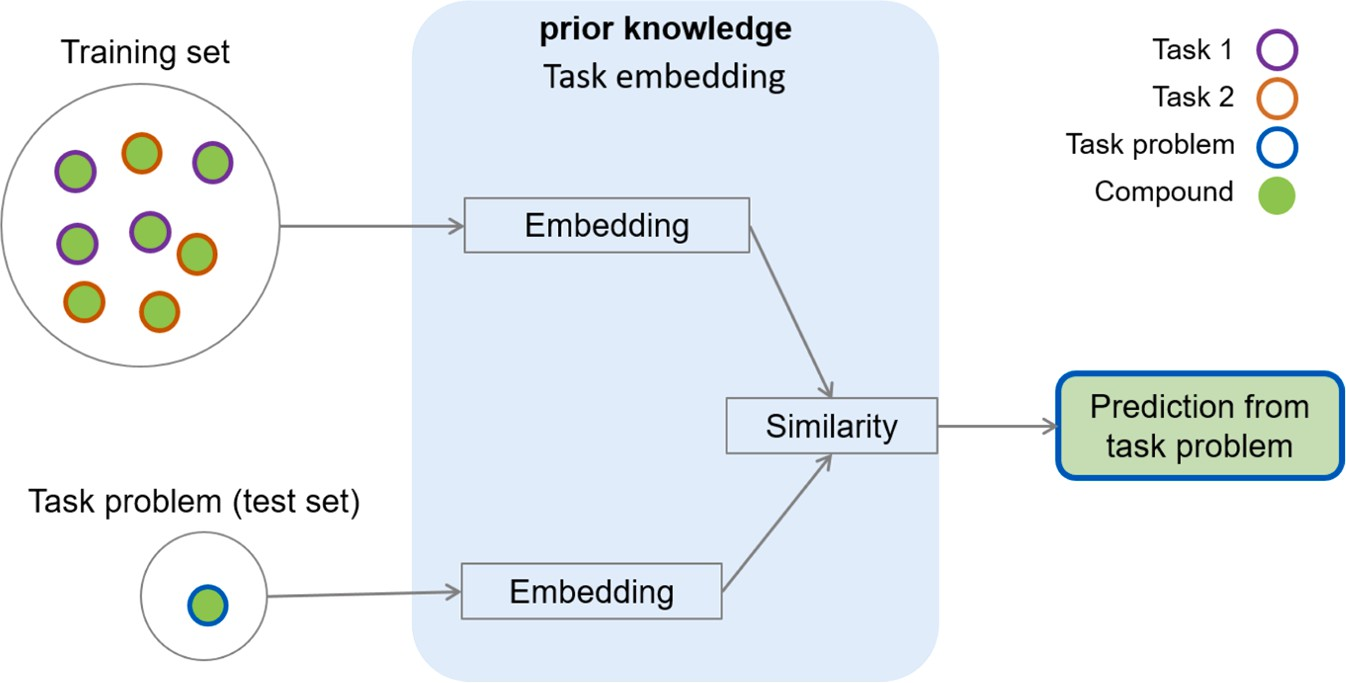 prior knowledge
Task embedding
Training set
Task 1
Task 2
Task problem
Compound
Embedding
Similarity
Prediction from
task problem
Task problem (test set)
Embedding